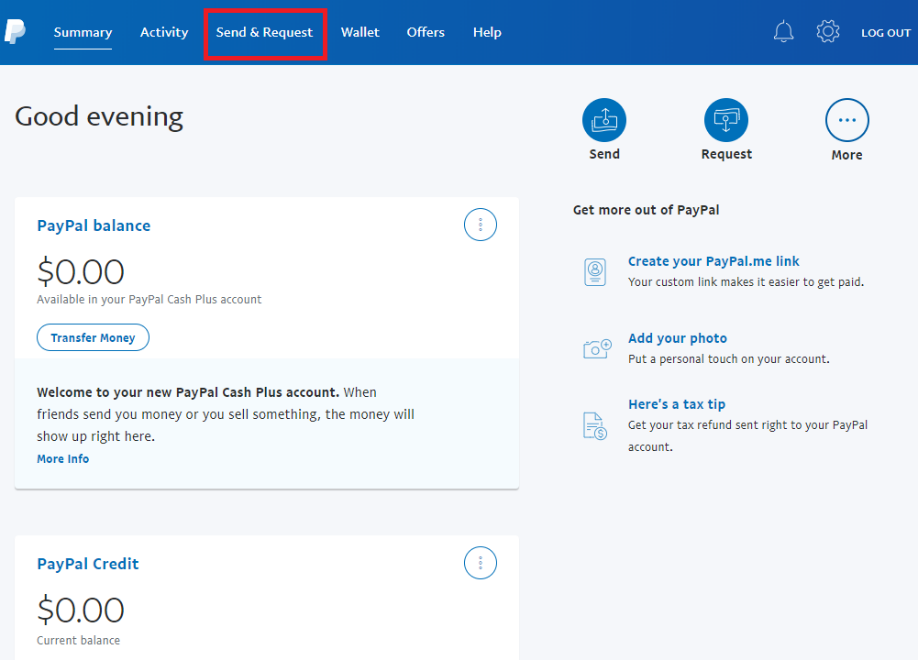 Summary Activity Send & Request Wallet Offers Help LOG OUT
Good evening
Send Request More
PayPal balance
$0.00
Available in your PayPal Cash Plus account
Transfer Money
Welcome to your new PayPal Cash Plus account. When
friends send you money or you sell something, the money will
show up right here.
More Info
PayPal Credit
$0.00
Current balance
Get more out of PayPal
Create your PayPal.me link
Your custom link makes it easier to get paid.
Add your photo
Put a personal touch on your account.
Here's a tax tip
Get your tax refund sent right to your PayPal
account.